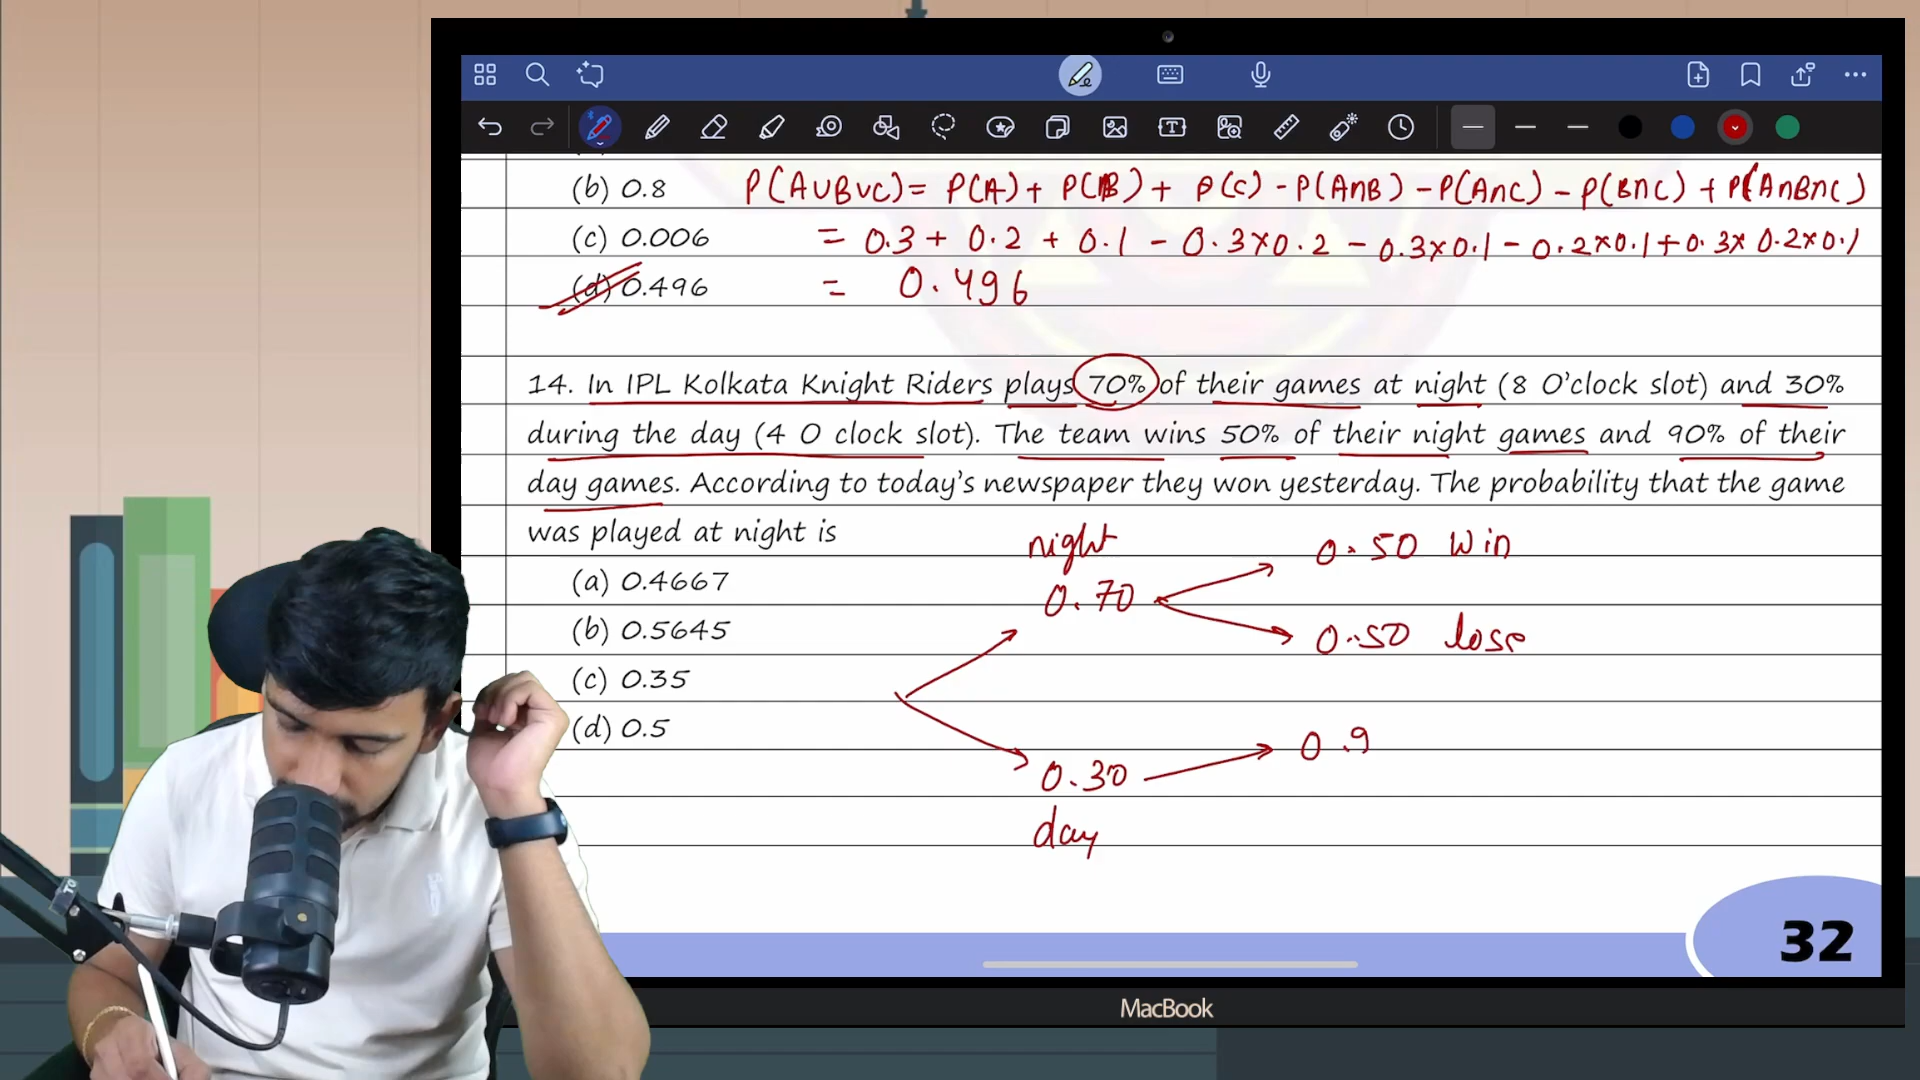 (b) 0.8 P(A∪B∪C) = P(A) + P(B) + P(C) - P(A∩B) - P(A∩C) - P(B∩C) + P(A∩B∩C)
(c) 0.006 = 0.3 + 0.2 + 0.1 - 0.3×0.2 - 0.3×0.1 - 0.2×0.1 + 0.3× 0.2×0.1
(d) 0.496 = 0.496
14. In IPL Kolkata Knight Riders plays 70% of their games at night (8 O'clock slot) and 30%
during the day (4 O clock slot). The team wins 50% of their night games and 90% of their
day games. According to today's newspaper they won yesterday. The probability that the game
was played at night is
night
0.50 Win
(a) 0.4667
0.70
(b) 0.5645
0.50 lose
(c) 0.35
(d) 0.5
0.9
0.30
day
32
MacBook